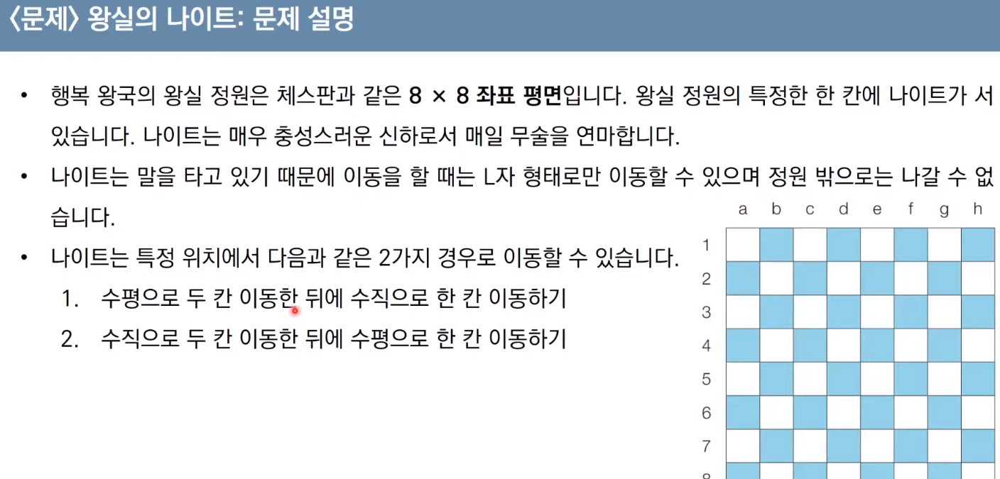 <문제> 왕실의 나이트: 문제 설명
• 행복 왕국의 왕실 정원은 체스판과 같은 8 × 8 좌표 평면입니다. 왕실 정원의 특정한 한 칸에 나이트가 서
있습니다. 나이트는 매우 충성스러운 신하로서 매일 무술을 연마합니다.
• 나이트는 말을 타고 있기 때문에 이동을 할 때는 L자 형태로만 이동할 수 있으며 정원 밖으로는 나갈 수 없
습니다.
• 나이트는 특정 위치에서 다음과 같은 2가지 경우로 이동할 수 있습니다.
1. 수평으로 두 칸 이동한 뒤에 수직으로 한 칸 이동하기
2. 수직으로 두 칸 이동한 뒤에 수평으로 한 칸 이동하기
a b c d e f g h
1
2
3
4
5
6
7
8